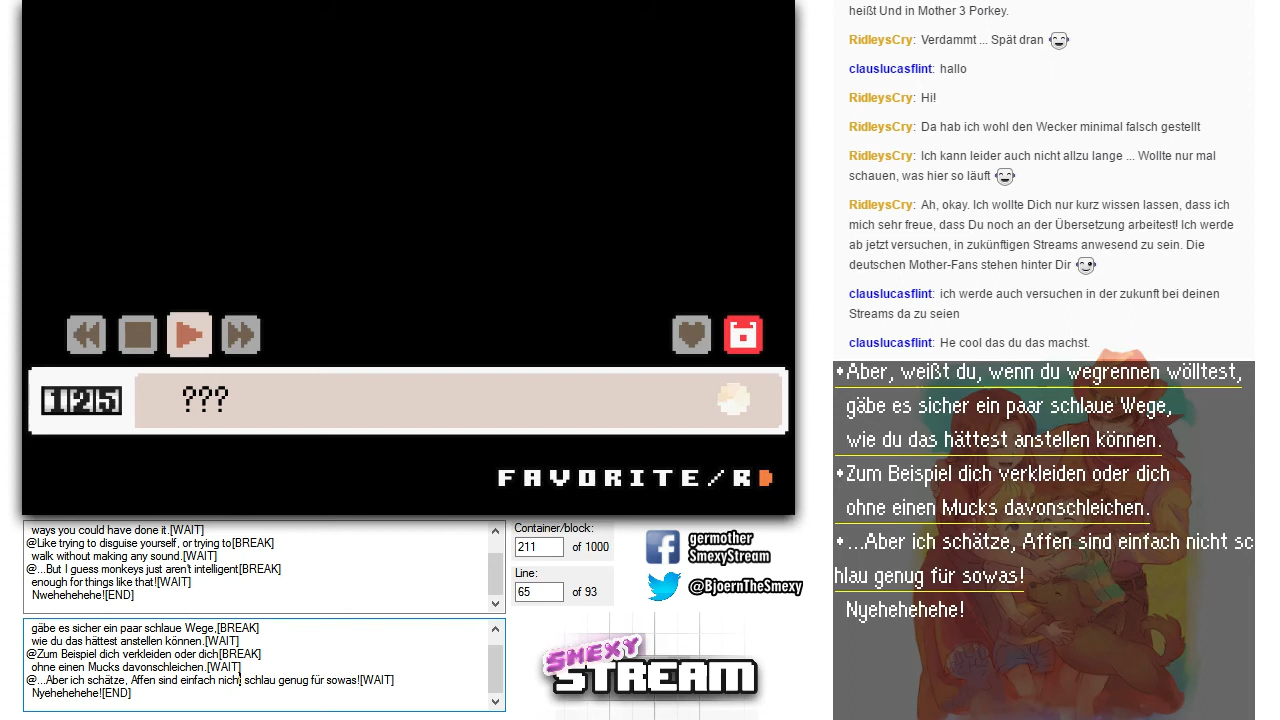 heißt Und in Mother 3 Porkey.
RidleysCry: Verdammt ... Spät dran
clauslucasflint: hallo
RidleysCry: Hi!
RidleysCry: Da hab ich wohl den Wecker minimal falsch gestellt
RidleysCry: Ich kann leider auch nicht allzu lange ... Wollte nur mal
schauen, was hier so läuft
RidleysCry: Ah, okay. Ich wollte Dich nur kurz wissen lassen, dass ich
mich sehr freue, dass Du noch an der Übersetzung arbeitest! Ich werde
ab jetzt versuchen, in zukünftigen Streams anwesend zu sein. Die
deutschen Mother-Fans stehen hinter Dir
clauslucasflint: ich werde auch versuchen in der zukunft bei deinen
Streams da zu seien
clauslucasflint: He cool das du das machst.
125 ???
FAVORITE/R
•Aber, weißt du, wenn du wegrennen wölltest,
gäbe es sicher ein paar schlaue Wege,
wie du das hättest anstellen können.
•Zum Beispiel dich verkleiden oder dich
ohne einen Mucks davonschleichen.
•...Aber ich schätze, Affen sind einfach nicht sc
hlau genug für sowas!
Nyehehehehe!
ways you could have done it.[WAIT]
@Like trying to disguise yourself, or trying to[BREAK]
walk without making any sound.[WAIT]
@...But I guess monkeys just aren't intelligent[BREAK]
enough for things like that![WAIT]
Nwehehehehe![END]
gäbe es sicher ein paar schlaue Wege,[BREAK]
wie du das hättest anstellen können.[WAIT]
@Zum Beispiel dich verkleiden oder dich[BREAK]
ohne einen Mucks davonschleichen.[WAIT]
@...Aber ich schätze, Affen sind einfach nicht schlau genug für sowas![WAIT]
Nyehehehehe![END]
Container/block:
211 of 1000
Line:
65 of 93
germother
SmexyStream
@BjoernTheSmexy
SMEXY
STREAM